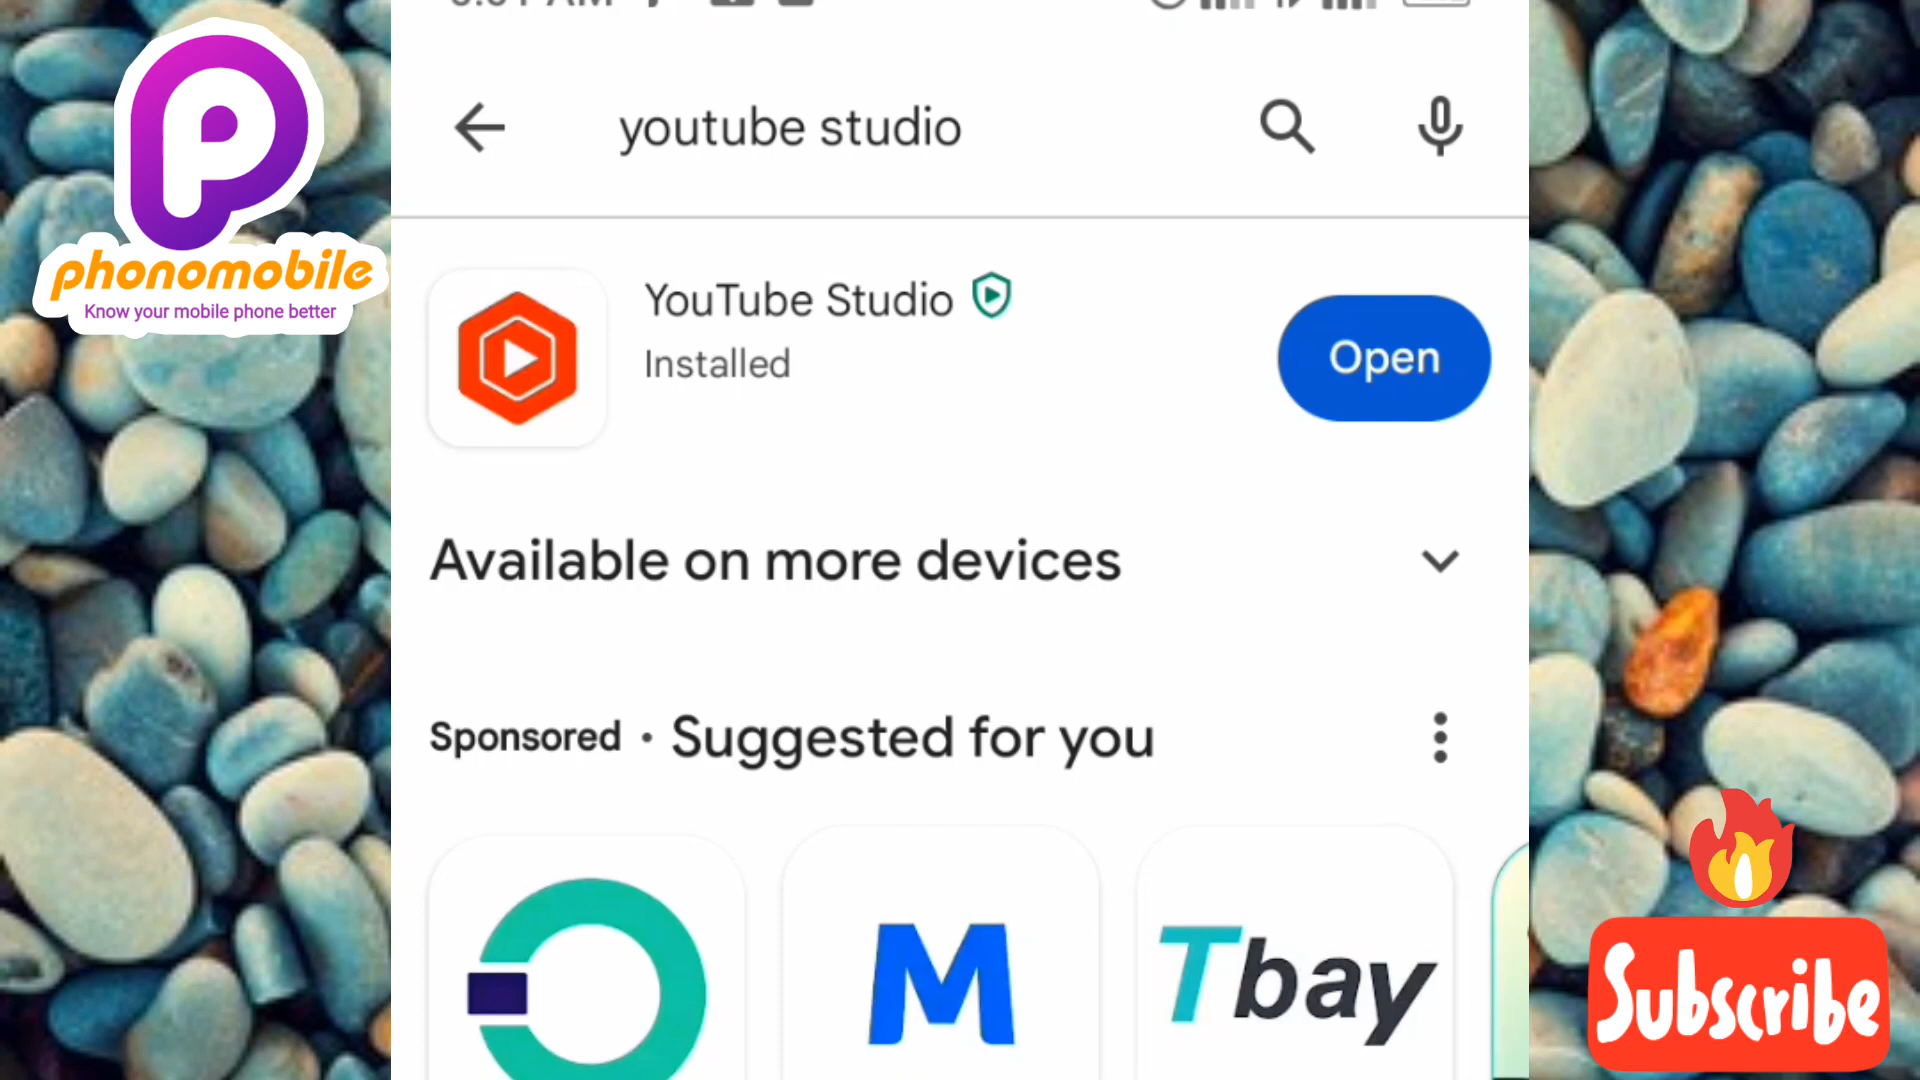 youtube studio
phonomobile
Know your mobile phone better
YouTube Studio
Installed
Open
Available on more devices
Sponsored · Suggested for you
M
Tbay
Subscribe